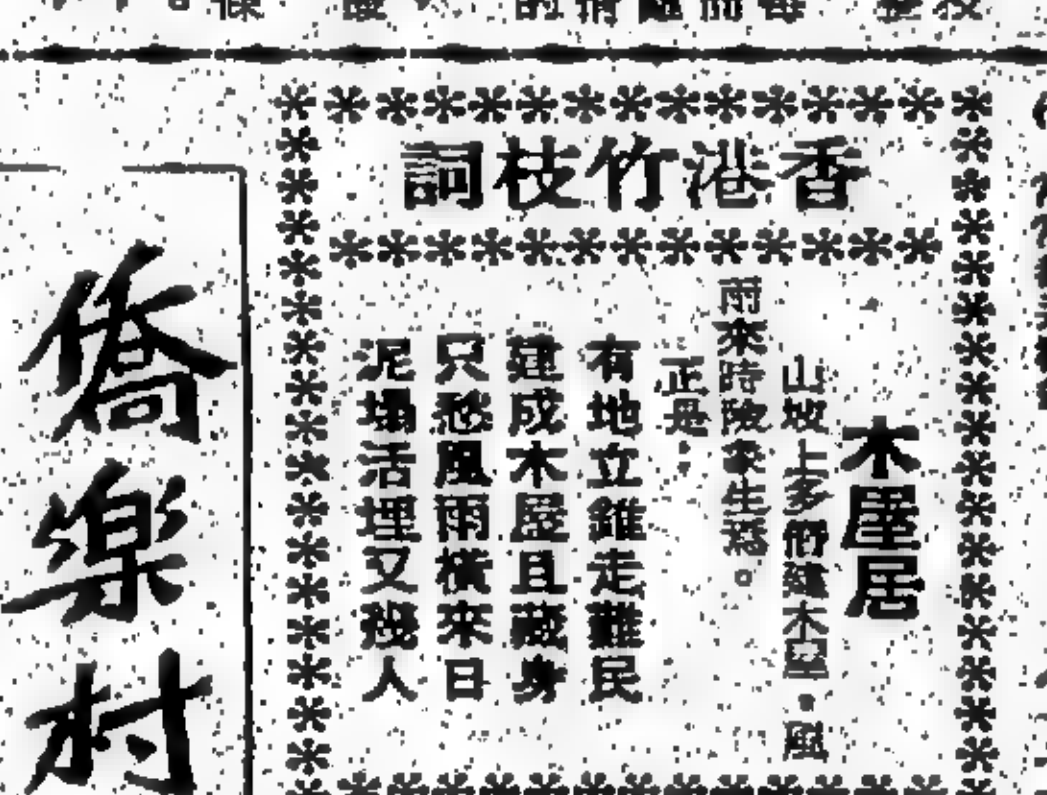 香港竹枝詞
木屋居
山坡上多僭建木屋，風
雨來時險象生焉。
正是：
有地立錐走難民
建成木屋且藏身
只愁風雨橫來日
泥塌活埋又幾人
僑樂村